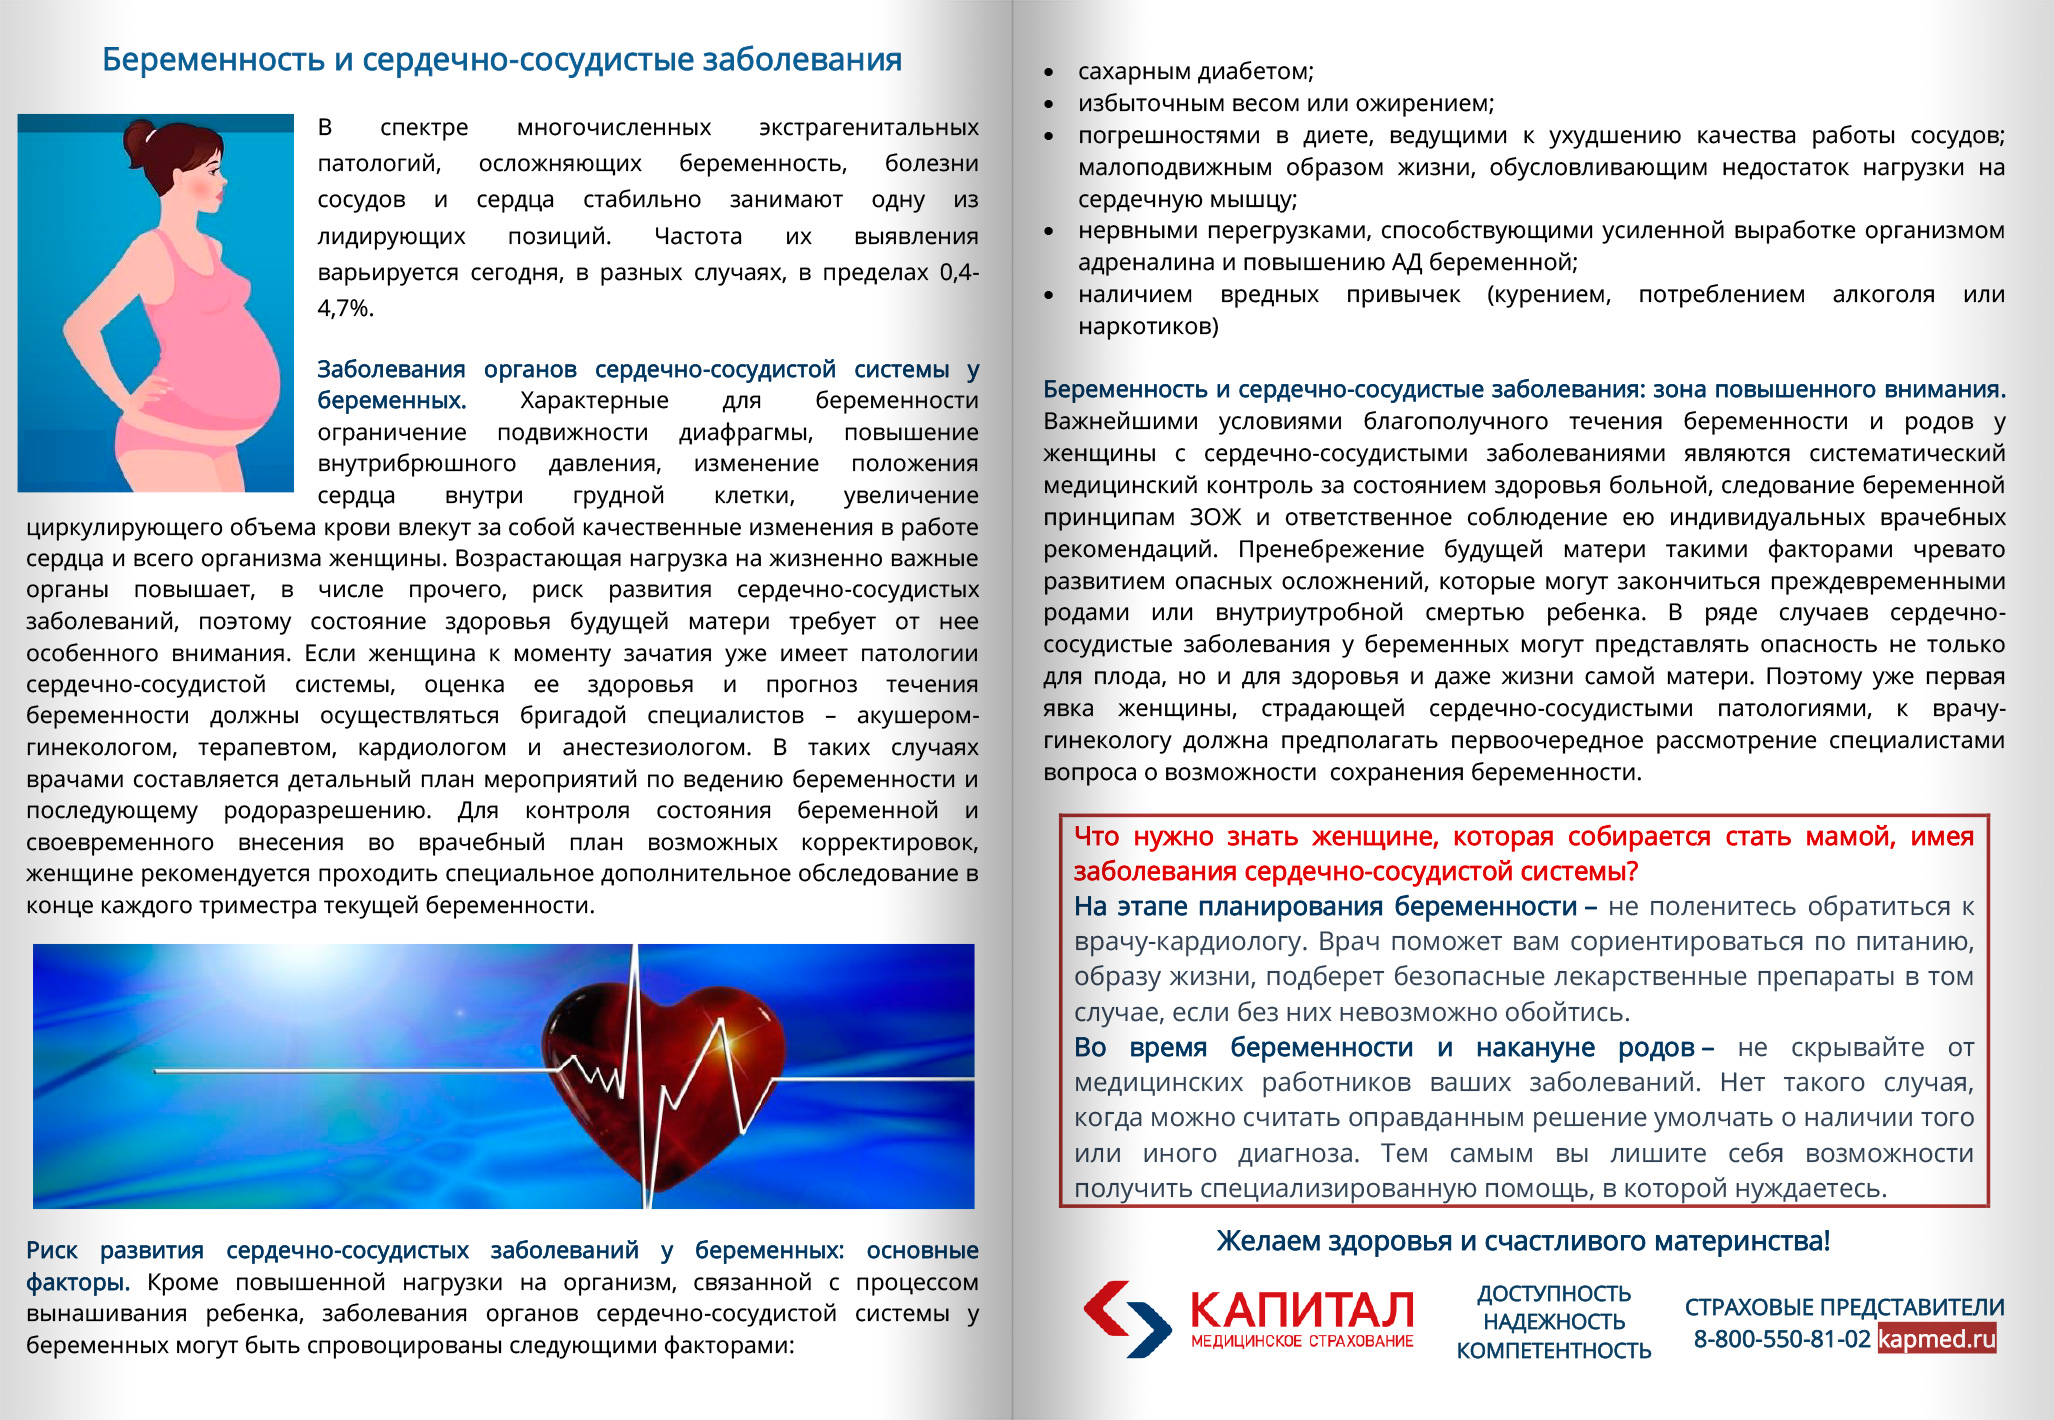 Беременность и сердечно-сосудистые заболевания
В спектре многочисленных экстрагенитальных
патологий, осложняющих беременность, болезни
сосудов и сердца стабильно занимают одну из
лидирующих позиций. Частота их выявления
варьируется сегодня, в разных случаях, в пределах 0,4-
4,7%.
Заболевания органов сердечно-сосудистой системы у
беременных. Характерные для беременности
ограничение подвижности диафрагмы, повышение
внутрибрюшного давления, изменение положения
сердца внутри грудной клетки, увеличение
циркулирующего объема крови влекут за собой качественные изменения в работе
сердца и всего организма женщины. Возрастающая нагрузка на жизненно важные
органы повышает, в числе прочего, риск развития сердечно-сосудистых
заболеваний, поэтому состояние здоровья будущей матери требует от нее
особенного внимания. Если женщина к моменту зачатия уже имеет патологии
сердечно-сосудистой системы, оценка ее здоровья и прогноз течения
беременности должны осуществляться бригадой специалистов – акушером-
гинекологом, терапевтом, кардиологом и анестезиологом. В таких случаях
врачами составляется детальный план мероприятий по ведению беременности и
последующему родоразрешению. Для контроля состояния беременной и
своевременного внесения во врачебный план возможных корректировок,
женщине рекомендуется проходить специальное дополнительное обследование в
конце каждого триместра текущей беременности.
Риск развития сердечно-сосудистых заболеваний у беременных: основные
факторы. Кроме повышенной нагрузки на организм, связанной с процессом
вынашивания ребенка, заболевания органов сердечно-сосудистой системы у
беременных могут быть спровоцированы следующими факторами:
• сахарным диабетом;
• избыточным весом или ожирением;
• погрешностями в диете, ведущими к ухудшению качества работы сосудов;
малоподвижным образом жизни, обусловливающим недостаток нагрузки на
сердечную мышцу;
• нервными перегрузками, способствующими усиленной выработке организмом
адреналина и повышению АД беременной;
• наличием вредных привычек (курением, потреблением алкоголя или
наркотиков)
Беременность и сердечно-сосудистые заболевания: зона повышенного внимания.
Важнейшими условиями благополучного течения беременности и родов у
женщины с сердечно-сосудистыми заболеваниями являются систематический
медицинский контроль за состоянием здоровья больной, следование беременной
принципам ЗОЖ и ответственное соблюдение ею индивидуальных врачебных
рекомендаций. Пренебрежение будущей матери такими факторами чревато
развитием опасных осложнений, которые могут закончиться преждевременными
родами или внутриутробной смертью ребенка. В ряде случаев сердечно-
сосудистые заболевания у беременных могут представлять опасность не только
для плода, но и для здоровья и даже жизни самой матери. Поэтому уже первая
явка женщины, страдающей сердечно-сосудистыми патологиями, к врачу-
гинекологу должна предполагать первоочередное рассмотрение специалистами
вопроса о возможности сохранения беременности.
Что нужно знать женщине, которая собирается стать мамой, имея
заболевания сердечно-сосудистой системы?
На этапе планирования беременности – не поленитесь обратиться к
врачу-кардиологу. Врач поможет вам сориентироваться по питанию,
образу жизни, подберет безопасные лекарственные препараты в том
случае, если без них невозможно обойтись.
Во время беременности и накануне родов – не скрывайте от
медицинских работников ваших заболеваний. Нет такого случая,
когда можно считать оправданным решение умолчать о наличии того
или иного диагноза. Тем самым вы лишите себя возможности
получить специализированную помощь, в которой нуждаетесь.
Желаем здоровья и счастливого материнства!
КАПИТАЛ
МЕДИЦИНСКОЕ СТРАХОВАНИЕ
ДОСТУПНОСТЬ
НАДЕЖНОСТЬ
КОМПЕТЕНТНОСТЬ
СТРАХОВЫЕ ПРЕДСТАВИТЕЛИ
8-800-550-81-02 kapmed.ru